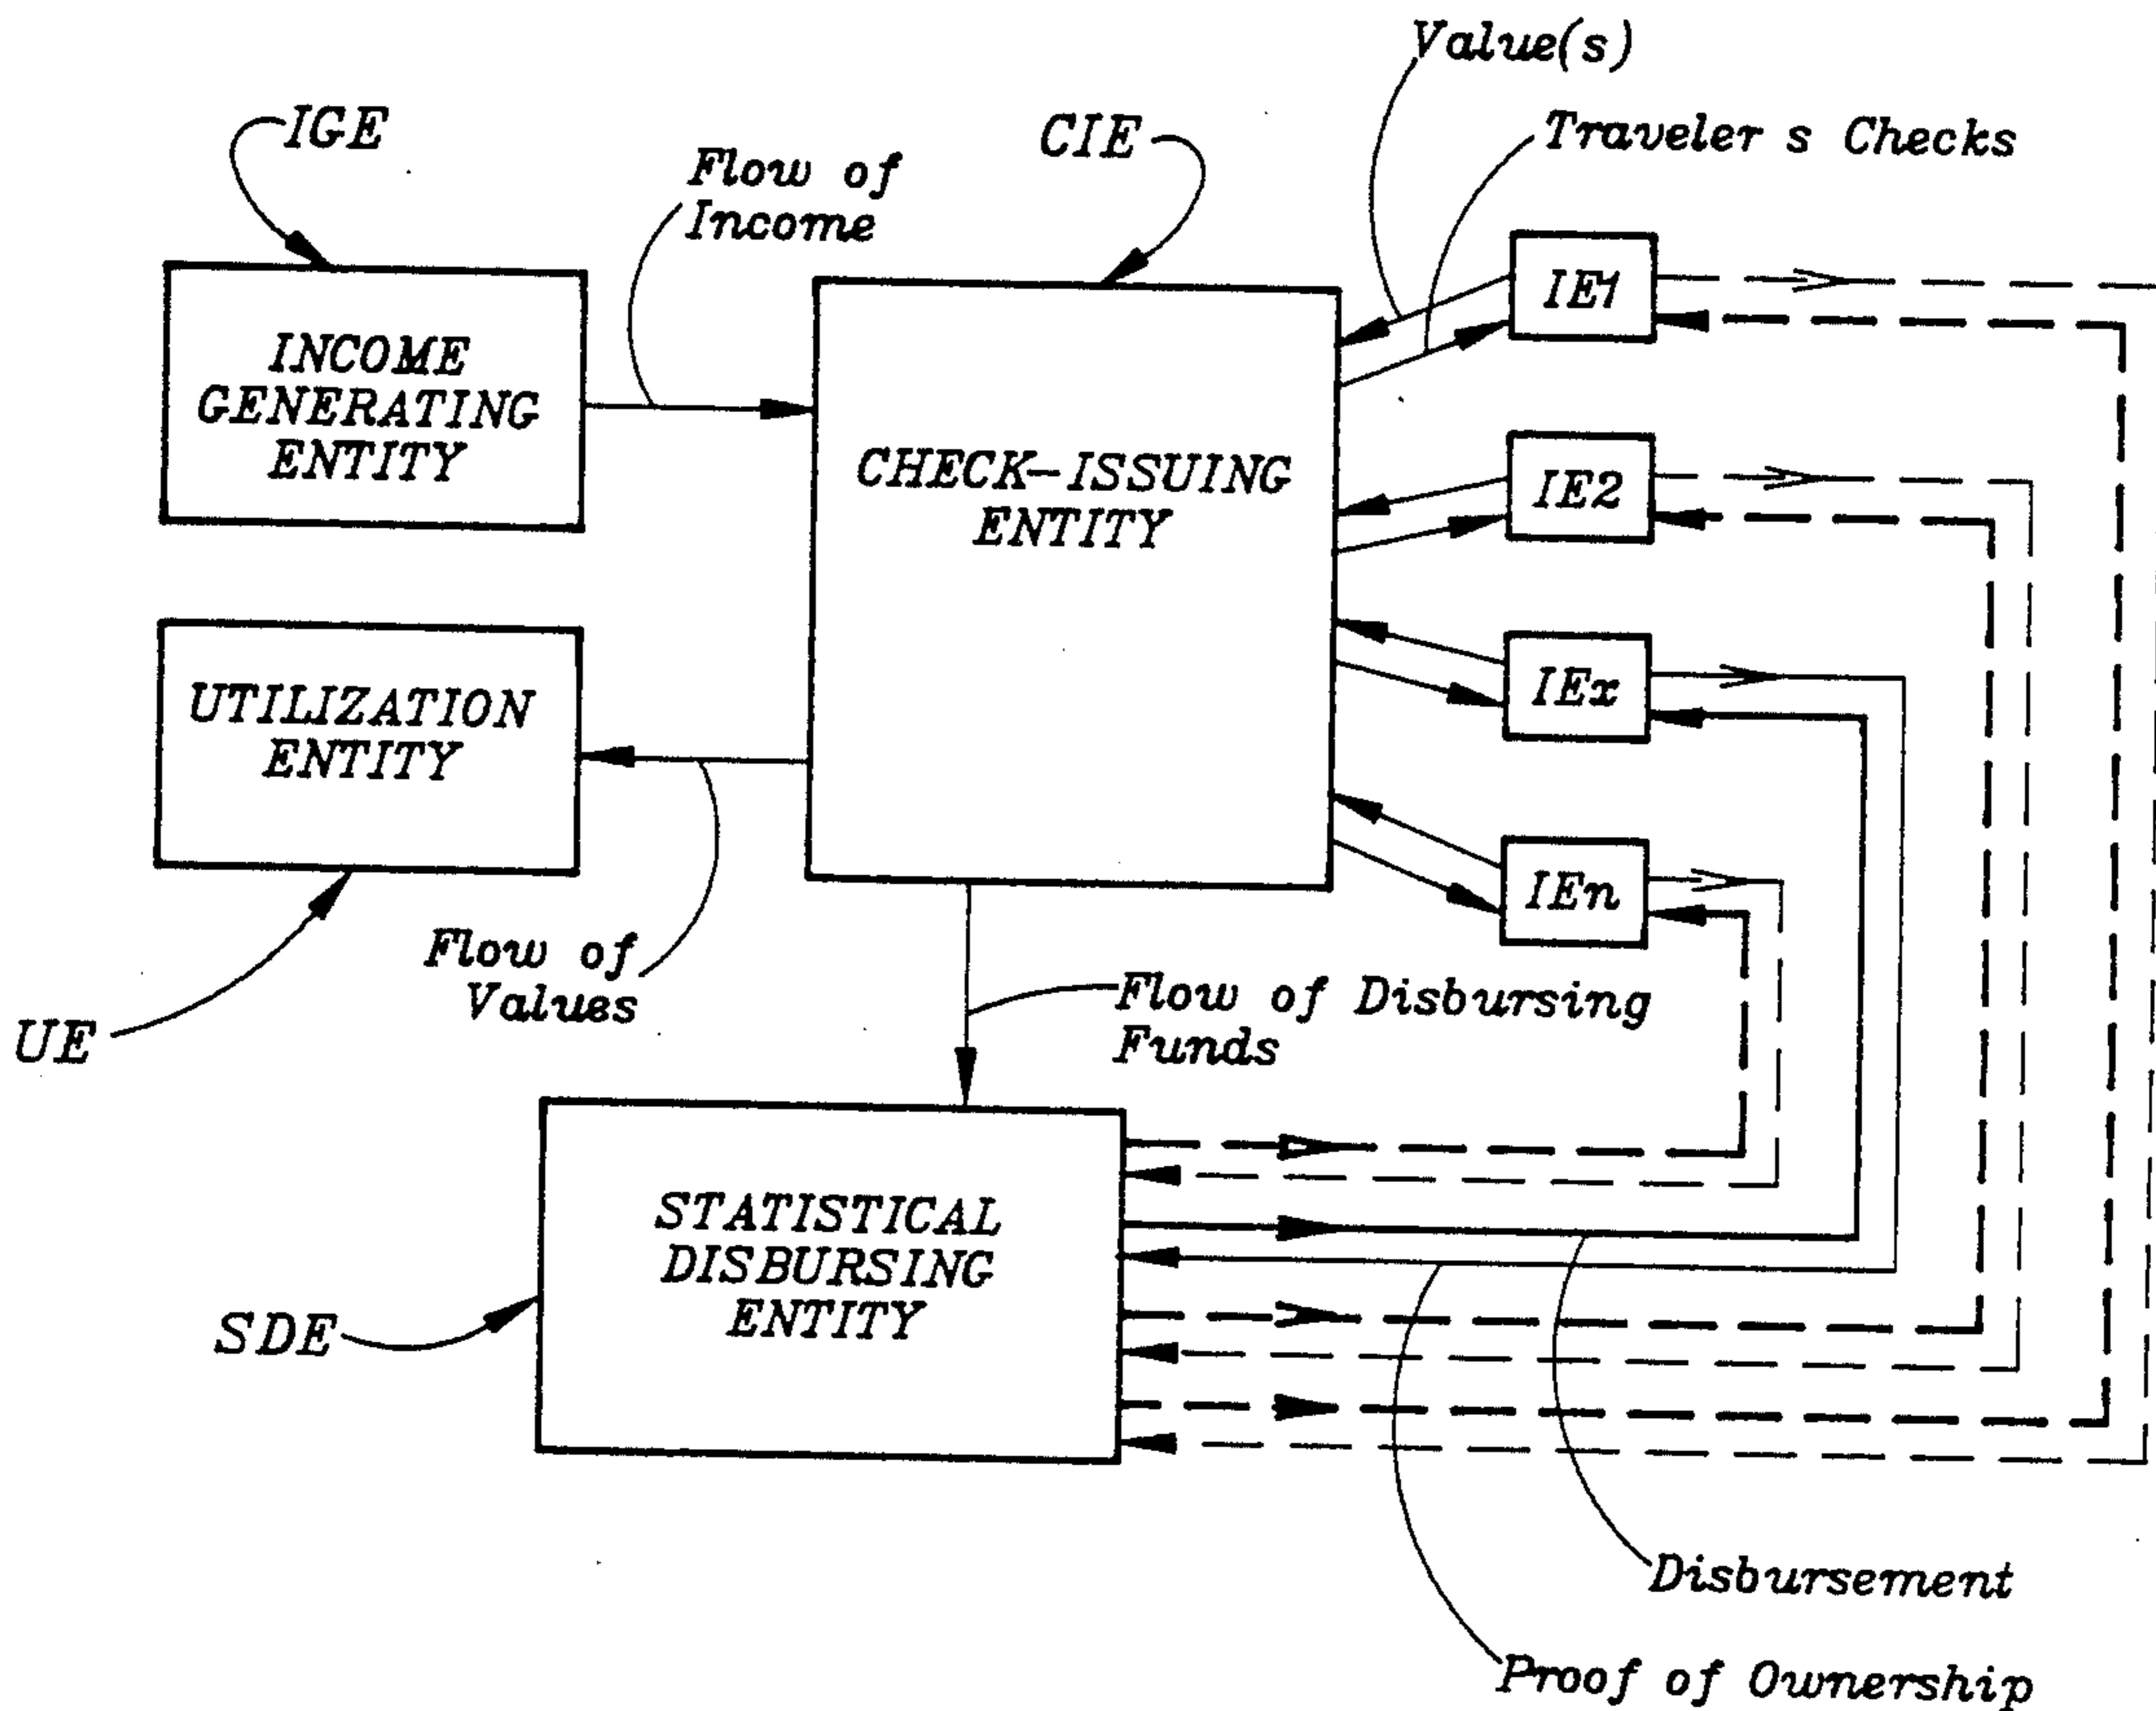 Value(s)
IGE
CIE
Traveler s Checks
Flow of
Income
IE1
INCOME
GENERATING
ENTITY
CHECK-ISSUING
ENTITY
IE2
UTILIZATION
ENTITY
IEx
IEn
Flow of
Values
UE
Flow of Disbursing
Funds
STATISTICAL
DISBURSING
ENTITY
SDE
Disbursement
Proof of Ownership